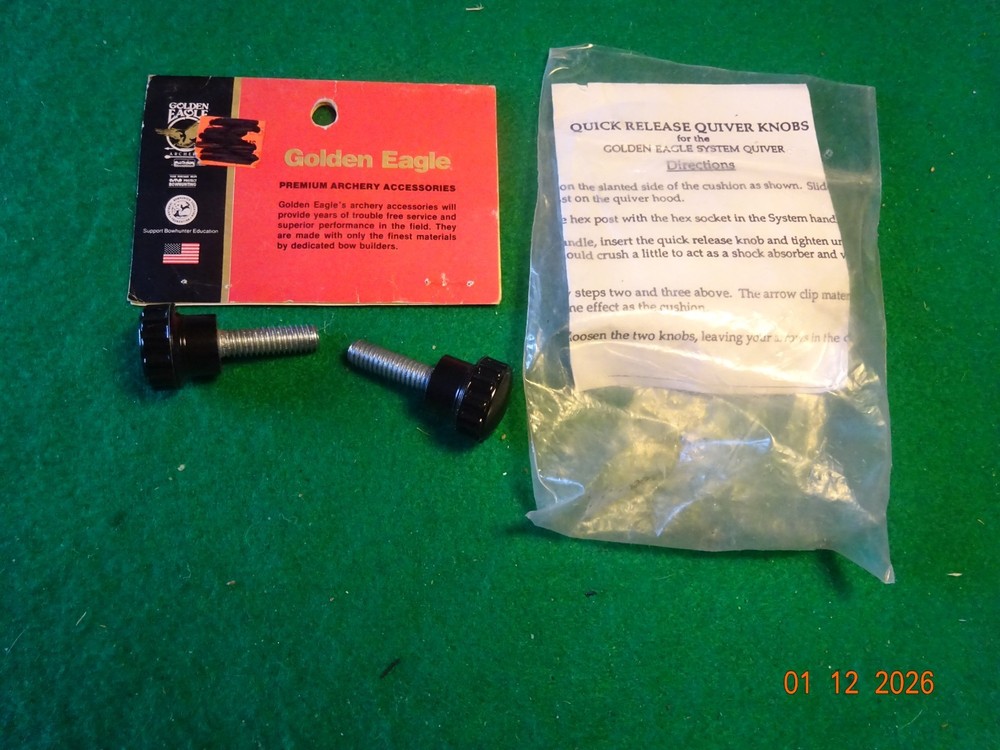 GOLDEN
EAGLE
ARCHERY
Support Bowhunter Education
Golden Eagle
PREMIUM ARCHERY ACCESSORIES
Golden Eagle's archery accessories will
provide years of trouble free service and
superior performance in the field. They
are made with only the finest materials
by dedicated bow builders.
QUICK RELEASE QUIVER KNOBS
for the
GOLDEN EAGLE SYSTEM QUIVER
Directions
on the slanted side of the cushion as shown. Slid
st on the quiver hood.
e hex post with the hex socket in the System hand
andle, insert the quick release knob and tighten un
ould crush a little to act as a shock absorber and w
y steps two and three above. The arrow clip mater
me effect as the cushion.
Loosen the two knobs, leaving your arrows in the
01 12 2026